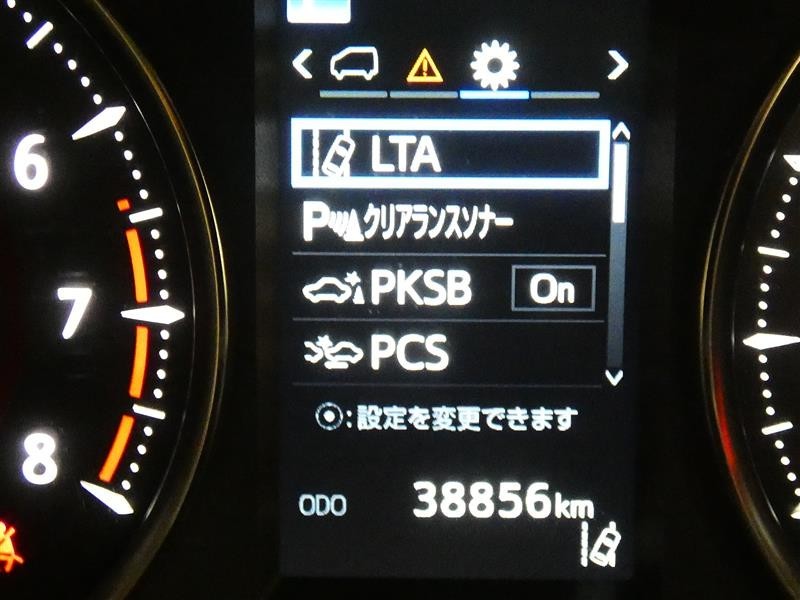 LTA
Pクリアランスソナー
PKSB On
PCS
:設定を変更できます
ODO 38856km
6
7
8